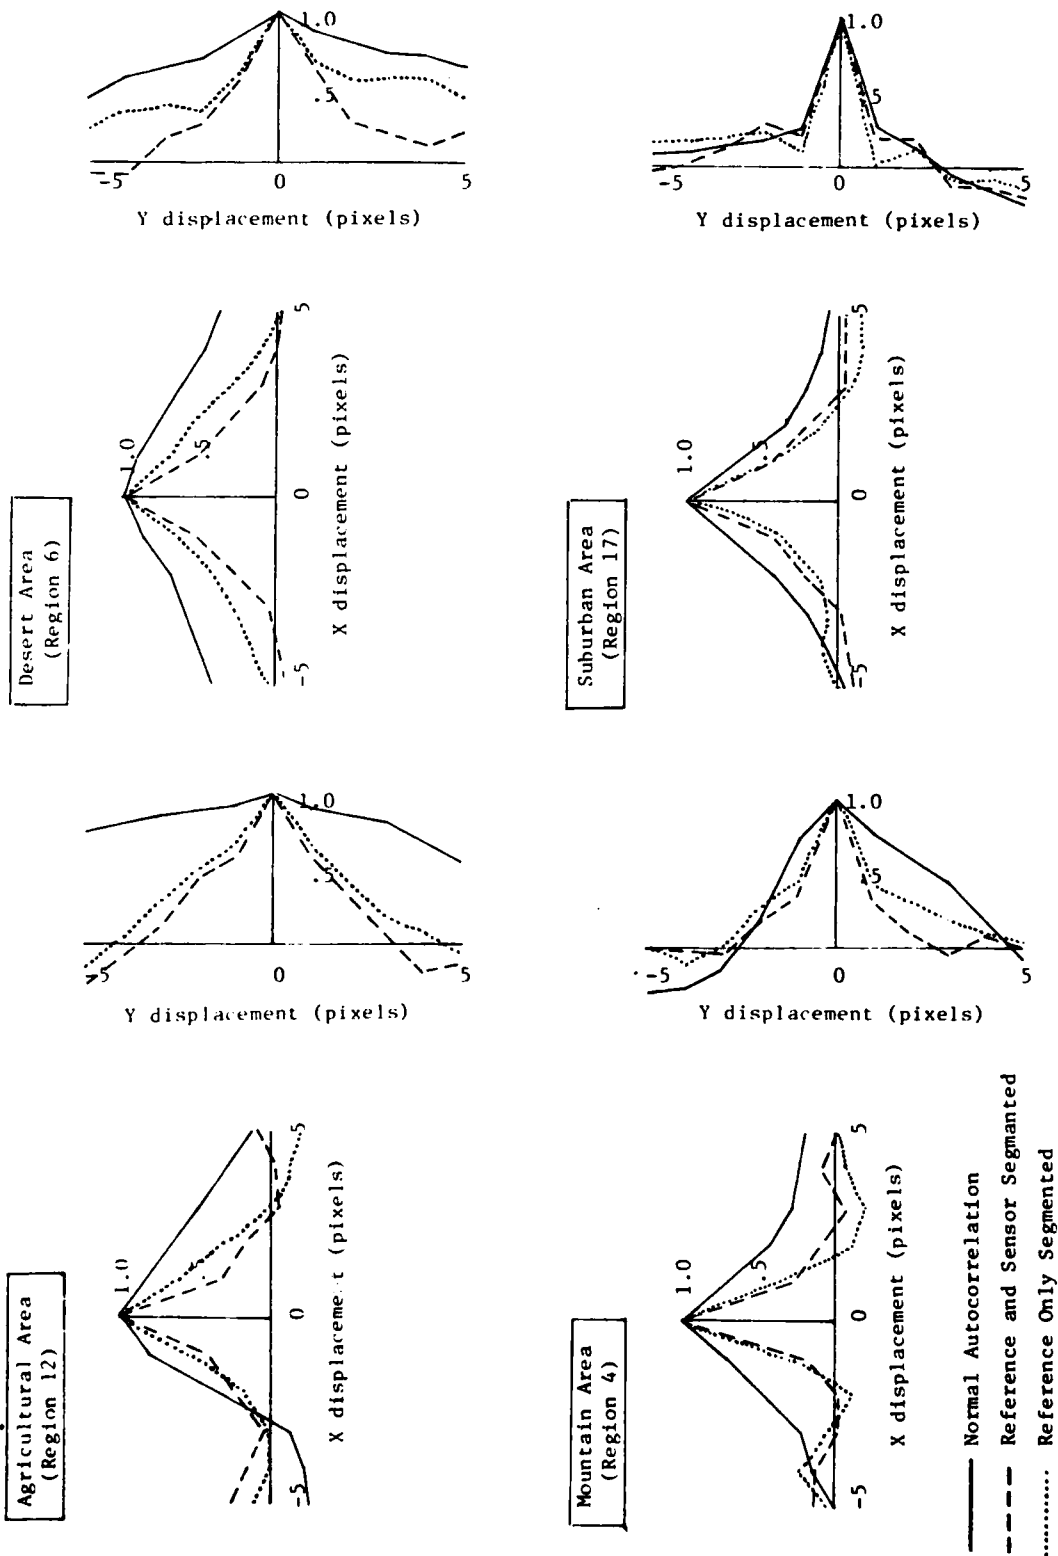 Agricultural Area
(Region 12)
1.0
.5
-5
0
5
X displacement (pixels)
1.0
.5
-5
0
5
Y displacement (pixels)
Desert Area
(Region 6)
1.0
.5
-5
0
5
X displacement (pixels)
1.0
.5
-5
0
5
Y displacement (pixels)
Mountain Area
(Region 4)
1.0
.5
-5
0
5
X displacement (pixels)
1.0
.5
-5
0
5
Y displacement (pixels)
Suburban Area
(Region 17)
1.0
.5
-5
0
5
X displacement (pixels)
1.0
.5
-5
0
5
Y displacement (pixels)
Normal Autocorrelation
Reference and Sensor Segmanted
Reference Only Segmented